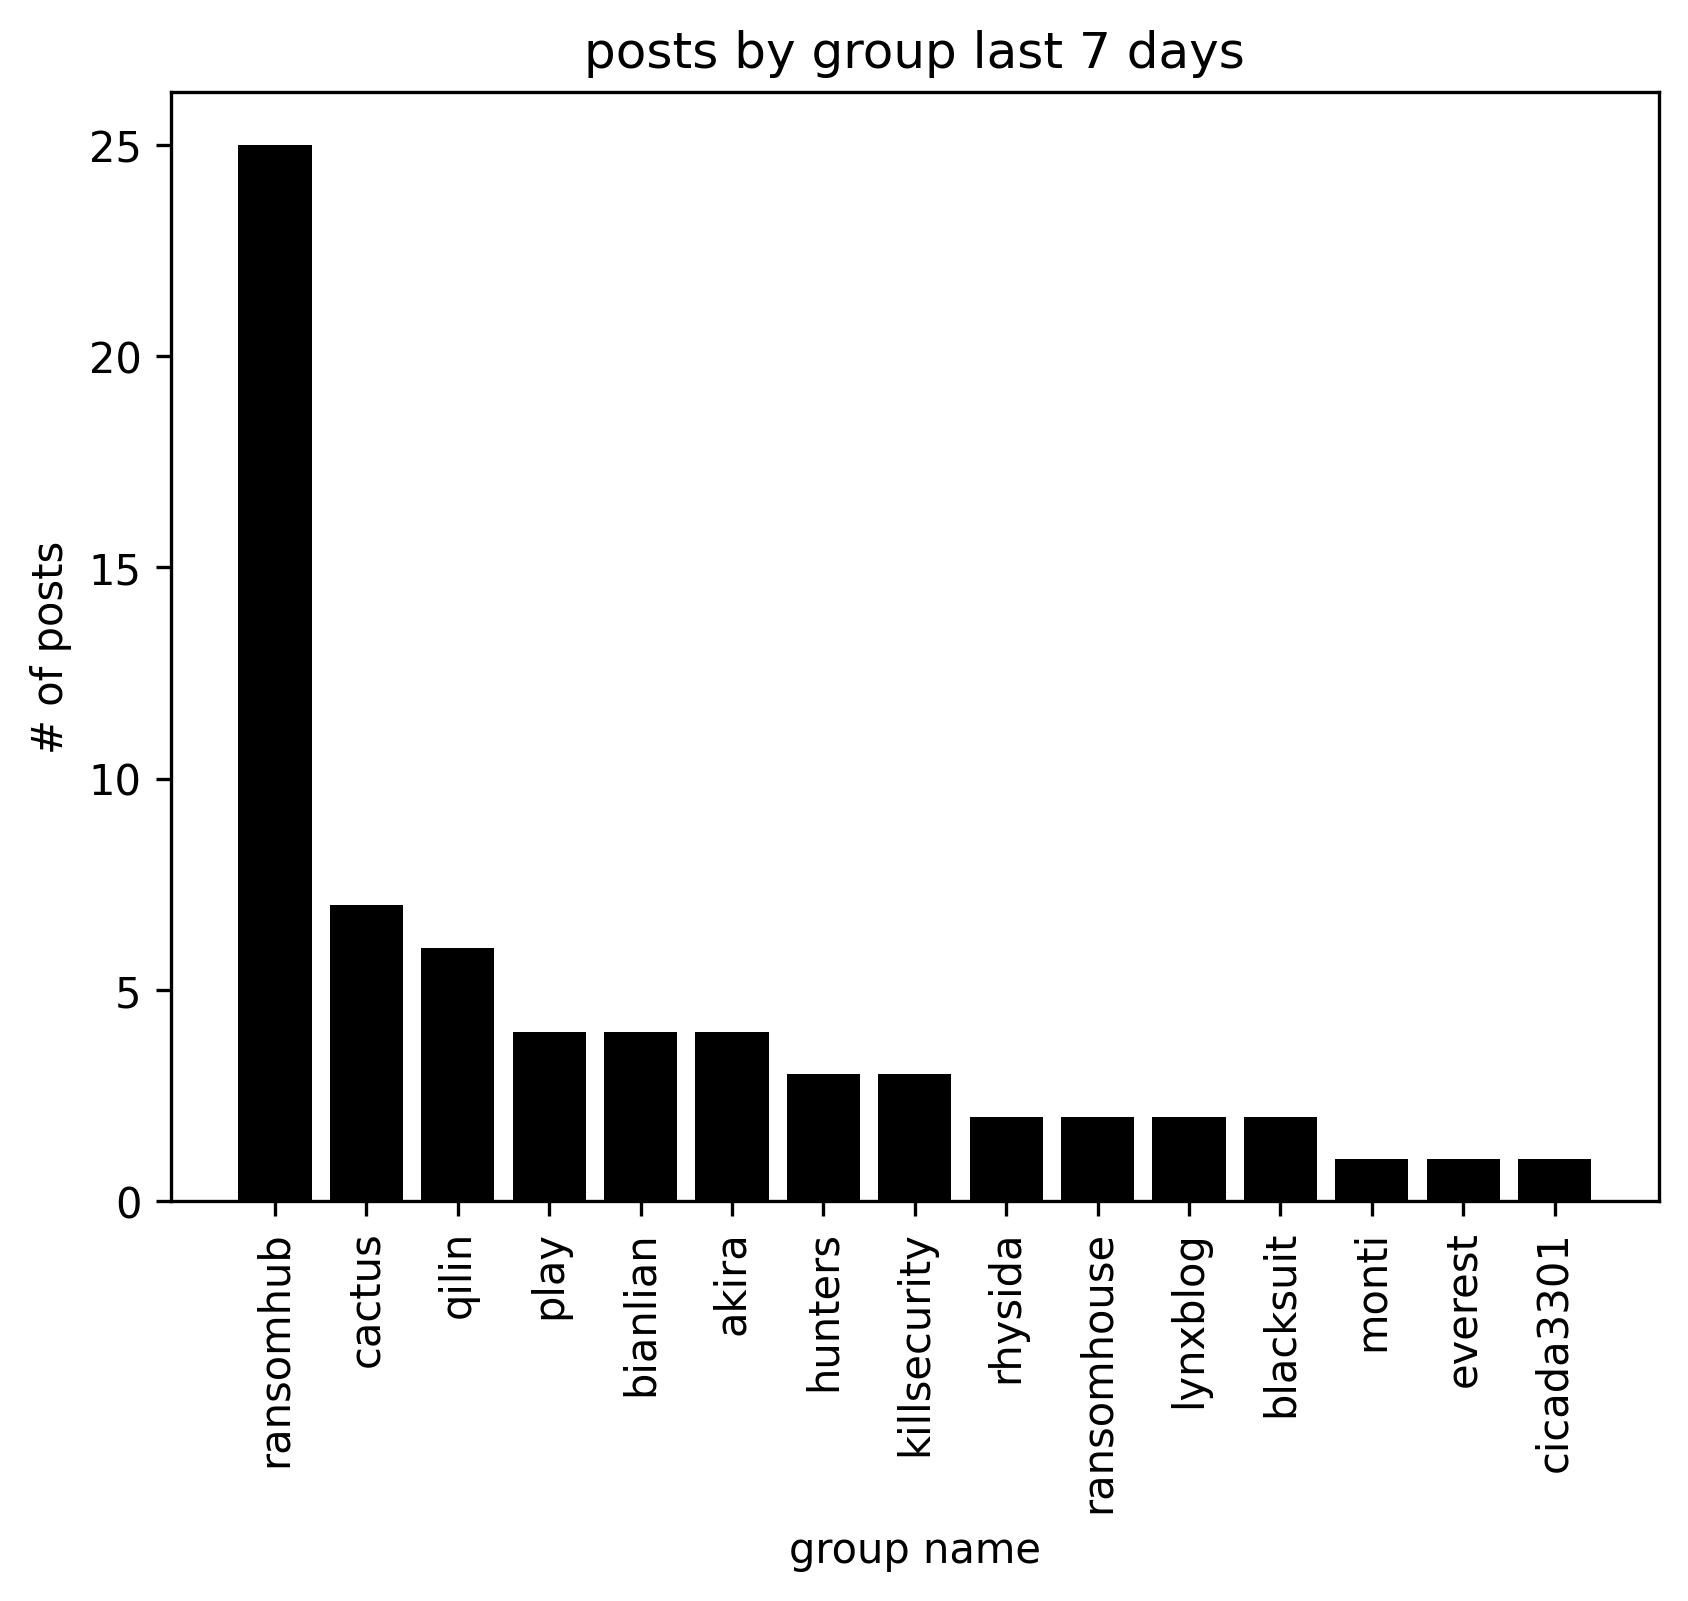 posts by group last 7 days
# of posts
25
20
15
10
5
0
ransomhub
cactus
qilin
play
bianlian
akira
hunters
killsecurity
rhysida
ransomhouse
lynxblog
blacksuit
monti
everest
cicada3301
group name